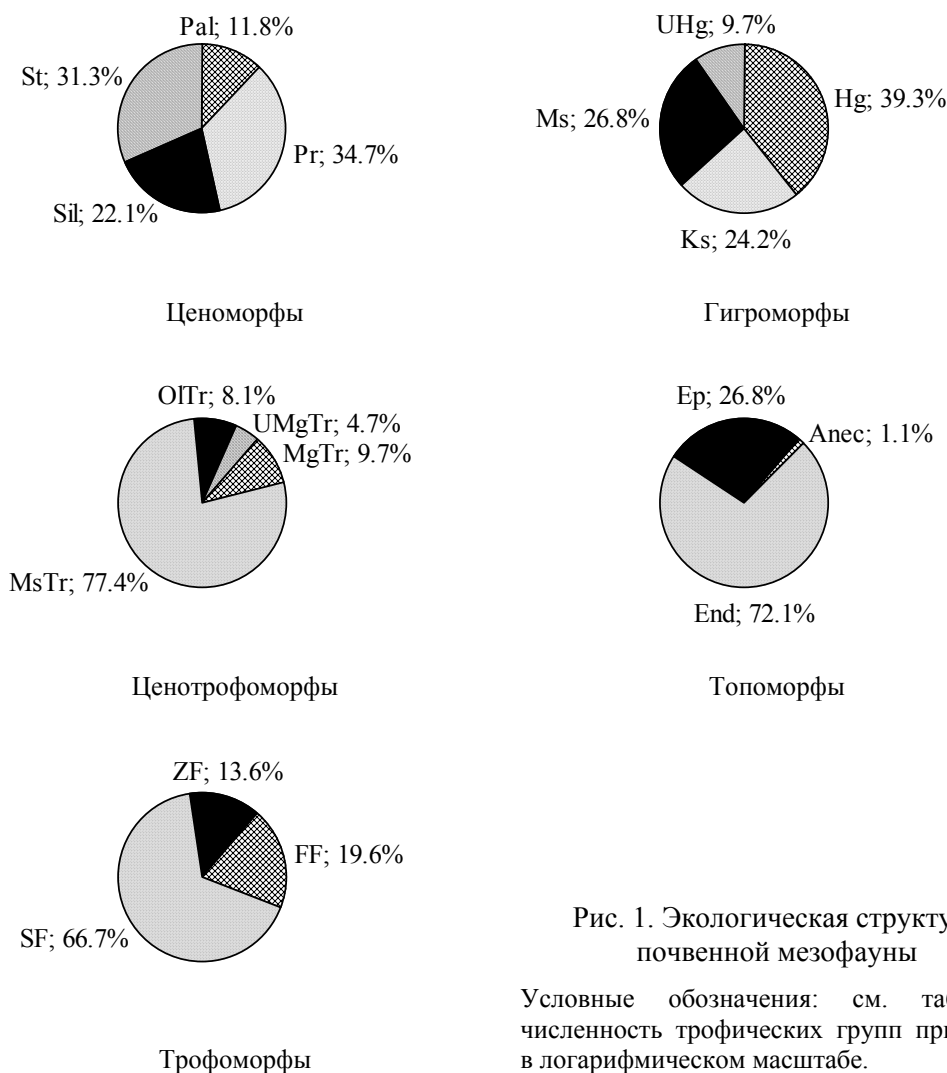 Pal; 11.8%
St; 31.3%
Pr; 34.7%
Sil; 22.1%
Ценоморфы
UHg; 9.7%
Hg; 39.3%
Ms; 26.8%
Ks; 24.2%
Гигроморфы
OlTr; 8.1%
UMgTr; 4.7%
MgTr; 9.7%
MsTr; 77.4%
Ценотрофоморфы
Ep; 26.8%
Anec; 1.1%
End; 72.1%
Топоморфы
ZF; 13.6%
FF; 19.6%
SF; 66.7%
Трофоморфы
Рис. 1. Экологическая структу
почвенной мезофауны
Условные обозначения: см. та
численность трофических групп пр
в логарифмическом масштабе.